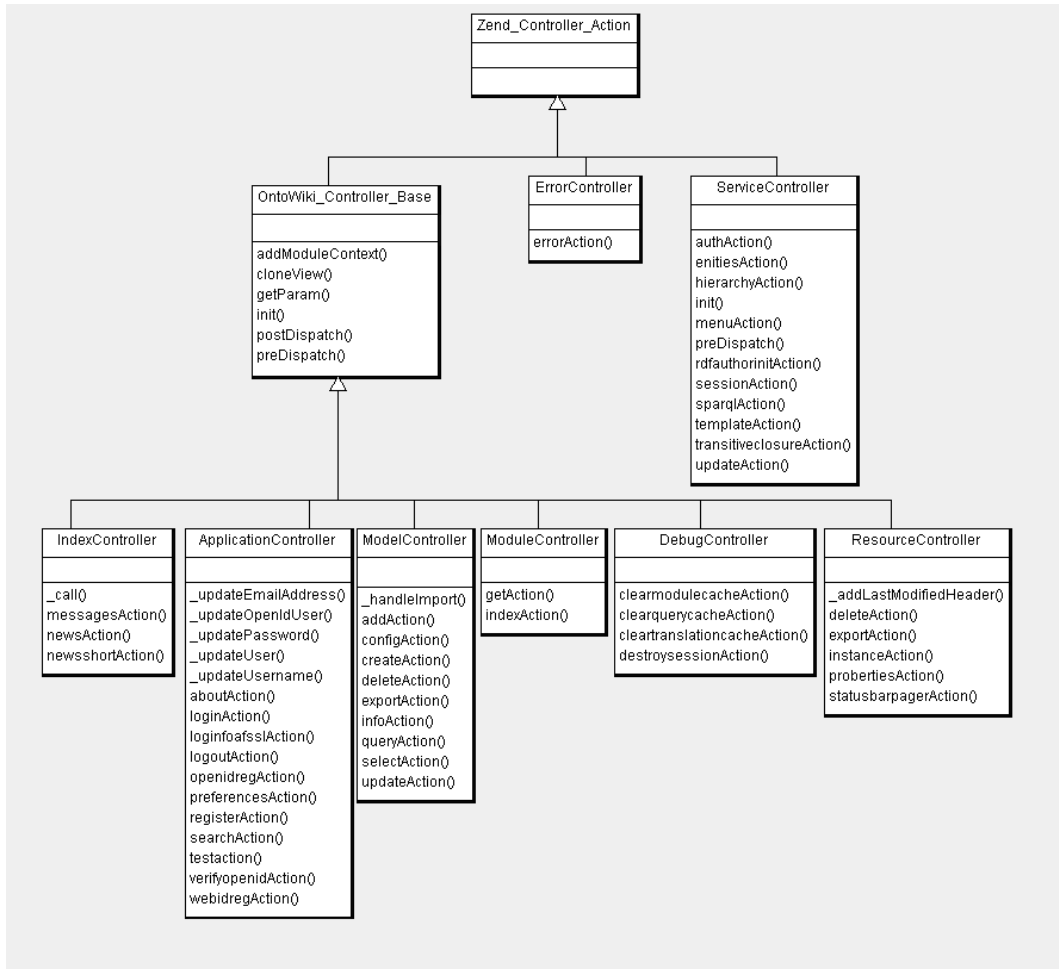 Zend_Controller_Action
OntoWiki_Controller_Base
addModuleContext()
cloneView()
getParam()
init()
postDispatch()
preDispatch()
ErrorController
errorAction()
ServiceController
authAction()
enitiesAction()
hierarchyAction()
init()
menuAction()
preDispatch()
rdfauthorinitAction()
sessionAction()
sparqlAction()
templateAction()
transitiveclosureAction()
updateAction()
IndexController
_call()
messagesAction()
newsAction()
newsshortAction()
ApplicationController
_updateEmailAddress()
_updateOpenIdUser()
_updatePassword()
_updateUser()
_updateUsername()
aboutAction()
loginAction()
loginfoafsslAction()
logoutAction()
openidregAction()
preferencesAction()
registerAction()
searchAction()
testaction()
verifyopenidAction()
webidregAction()
ModelController
_handleImport()
addAction()
configAction()
createAction()
deleteAction()
exportAction()
infoAction()
queryAction()
selectAction()
updateAction()
ModuleController
getAction()
indexAction()
DebugController
clearmodulecacheAction()
clearquerycacheAction()
cleartranslationcacheAction()
destroysessionAction()
ResourceController
_addLastModifiedHeader()
deleteAction()
exportAction()
instanceAction()
probertiesAction()
statusbarpagerAction()